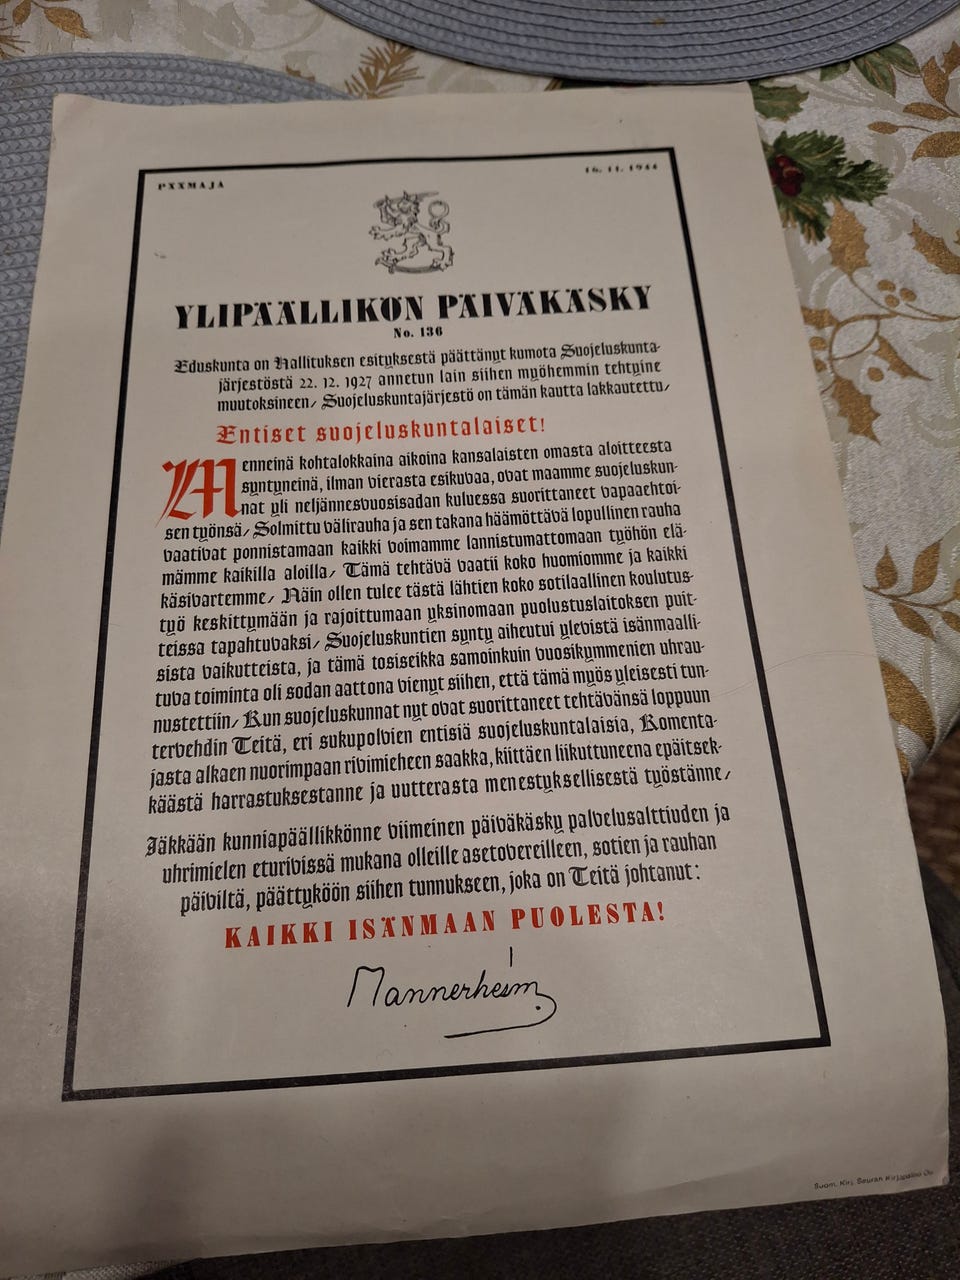 PXXMAJA
16. 11. 1944
YLIPÄÄLLIKÖN PÄIVÄKÄSKY
No. 136
Eduskunta on Hallituksen esityksestä päättänyt kumota Suojeluskunta-
järjestöstä 22. 12. 1927 annetun lain siihen myöhemmin tehtyine
muutoksineen, Suojeluskuntajärjestö on tämän kautta lakkautettu,
Entiset suojeluskuntalaiset!
Menneinä kohtalokkaina aikoina kansalaisten omasta aloitteesta
syntyneinä, ilman vierasta esikuvaa, ovat maamme suojeluskun-
nat yli neljännesvuosisadan kuluessa suorittaneet vapaaehtoi-
sen työnsä, Solmittu välirauha ja sen takana häämöttävä lopullinen rauha
vaativat ponnistamaan kaikki voimamme lannistumattomaan työhön elä-
mämme kaikilla aloilla, Tämä tehtävä vaatii koko huomiomme ja kaikki
käsivartemme, Näin ollen tulee tästä lähtien koko sotilaallinen koulutus-
työ keskittymään ja rajoittumaan yksinomaan puolustuslaitoksen puit-
teissa tapahtuvaksi, Suojeluskuntien synty aiheutui ylevistä isänmaalli-
sista vaikutteista, ja tämä tosiseikka samoinkuin vuosikymmenien uhrau-
tuva toiminta oli sodan aattona vienyt siihen, että tämä myös yleisesti tun-
nustettiin, Kun suojeluskunnat nyt ovat suorittaneet tehtävänsä loppuun
tervehdin Teitä, eri sukupolvien entisiä suojeluskuntalaisia, Komenta-
jasta alkaen nuorimpaan rivimieheen saakka, kiittäen liikuttuneena epäitsek-
käästä harrastuksestanne ja uutterasta menestyksellisestä työstänne,
Iäkkään kunniapäällikkönne viimeinen päiväkäsky palvelusalttiuden ja
uhrimielen eturivissä mukana olleille asetovereilleen, sotien ja rauhan
päiviltä, päättyköön siihen tunnukseen, joka on Teitä johtanut:
KAIKKI ISÄNMAAN PUOLESTA!
Mannerheim
Suom. Kirj. Seuran Kirjapaino Oy